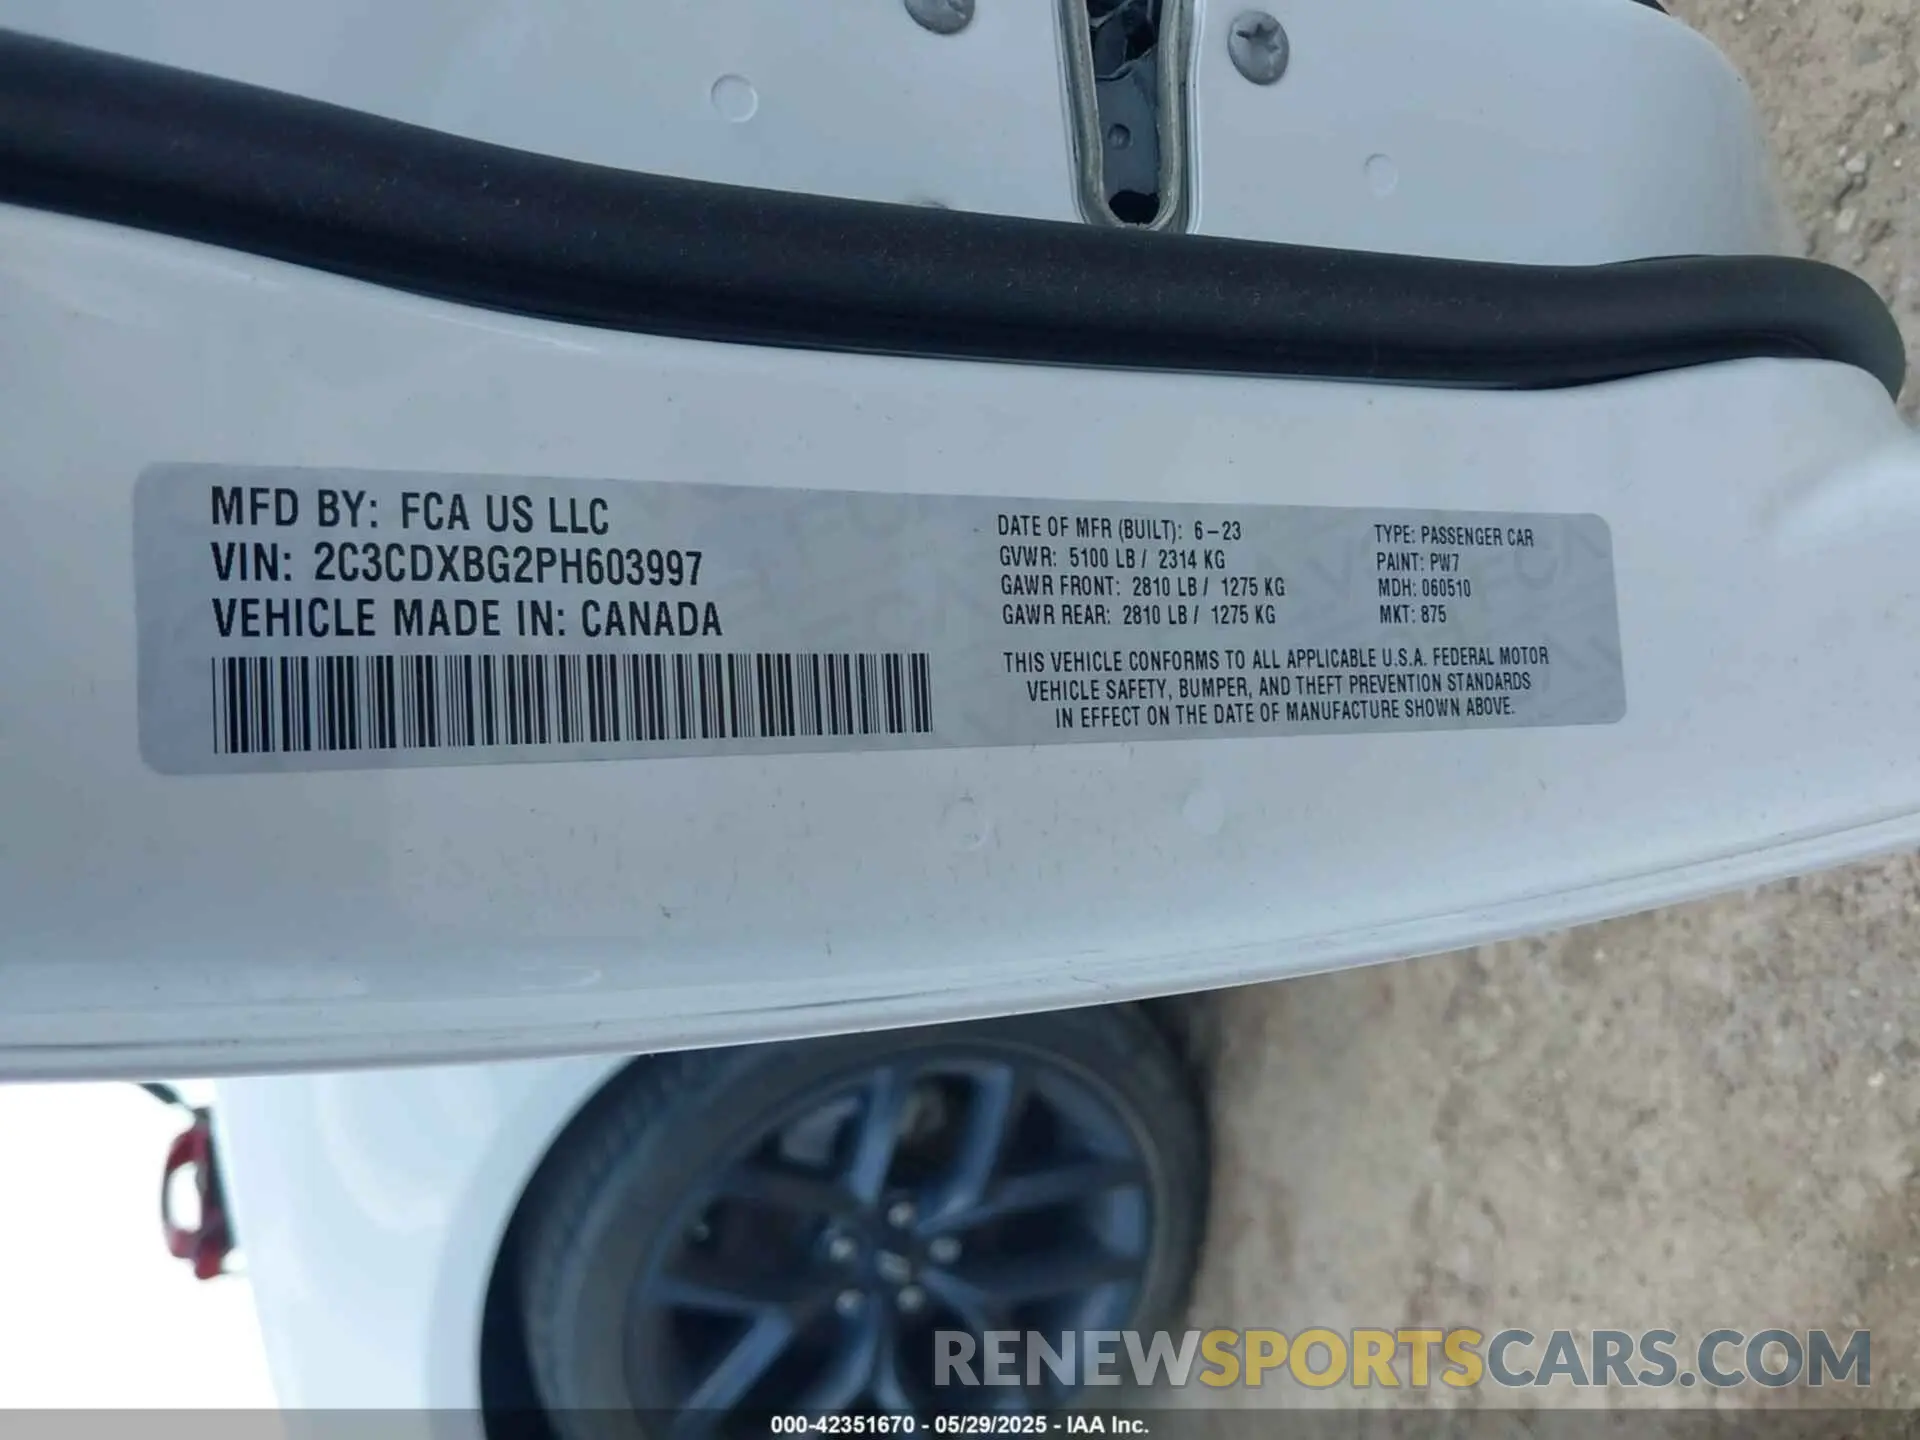 MFD BY: FCA US LLC
VIN: 2C3CDXBG2PH603997
VEHICLE MADE IN: CANADA
DATE OF MFR (BUILT): 6-23
GVWR: 5100 LB / 2314 KG
GAWR FRONT: 2810 LB / 1275 KG
GAWR REAR: 2810 LB / 1275 KG
TYPE: PASSENGER CAR
PAINT: PW7
MDH: 060510
MKT: 875
THIS VEHICLE CONFORMS TO ALL APPLICABLE U.S.A. FEDERAL MOTOR
VEHICLE SAFETY, BUMPER, AND THEFT PREVENTION STANDARDS
IN EFFECT ON THE DATE OF MANUFACTURE SHOWN ABOVE.
RENEWSPORTSCARS.COM
000-42351670 - 05/29/2025 - IAA Inc.